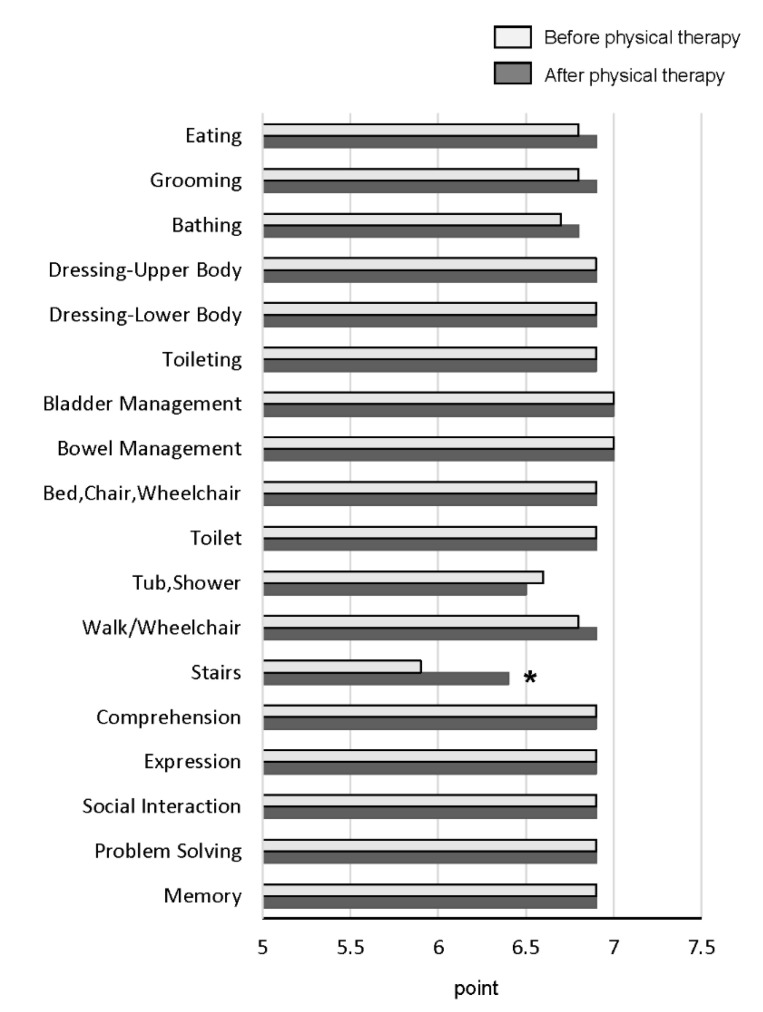 Before physical therapy
After physical therapy
Eating
Grooming
Bathing
Dressing-Upper Body
Dressing-Lower Body
Toileting
Bladder Management
Bowel Management
Bed,Chair,Wheelchair
Toilet
Tub,Shower
Walk/Wheelchair
Stairs
*
Comprehension
Expression
Social Interaction
Problem Solving
Memory
5 5.5 6 6.5 7 7.5
point